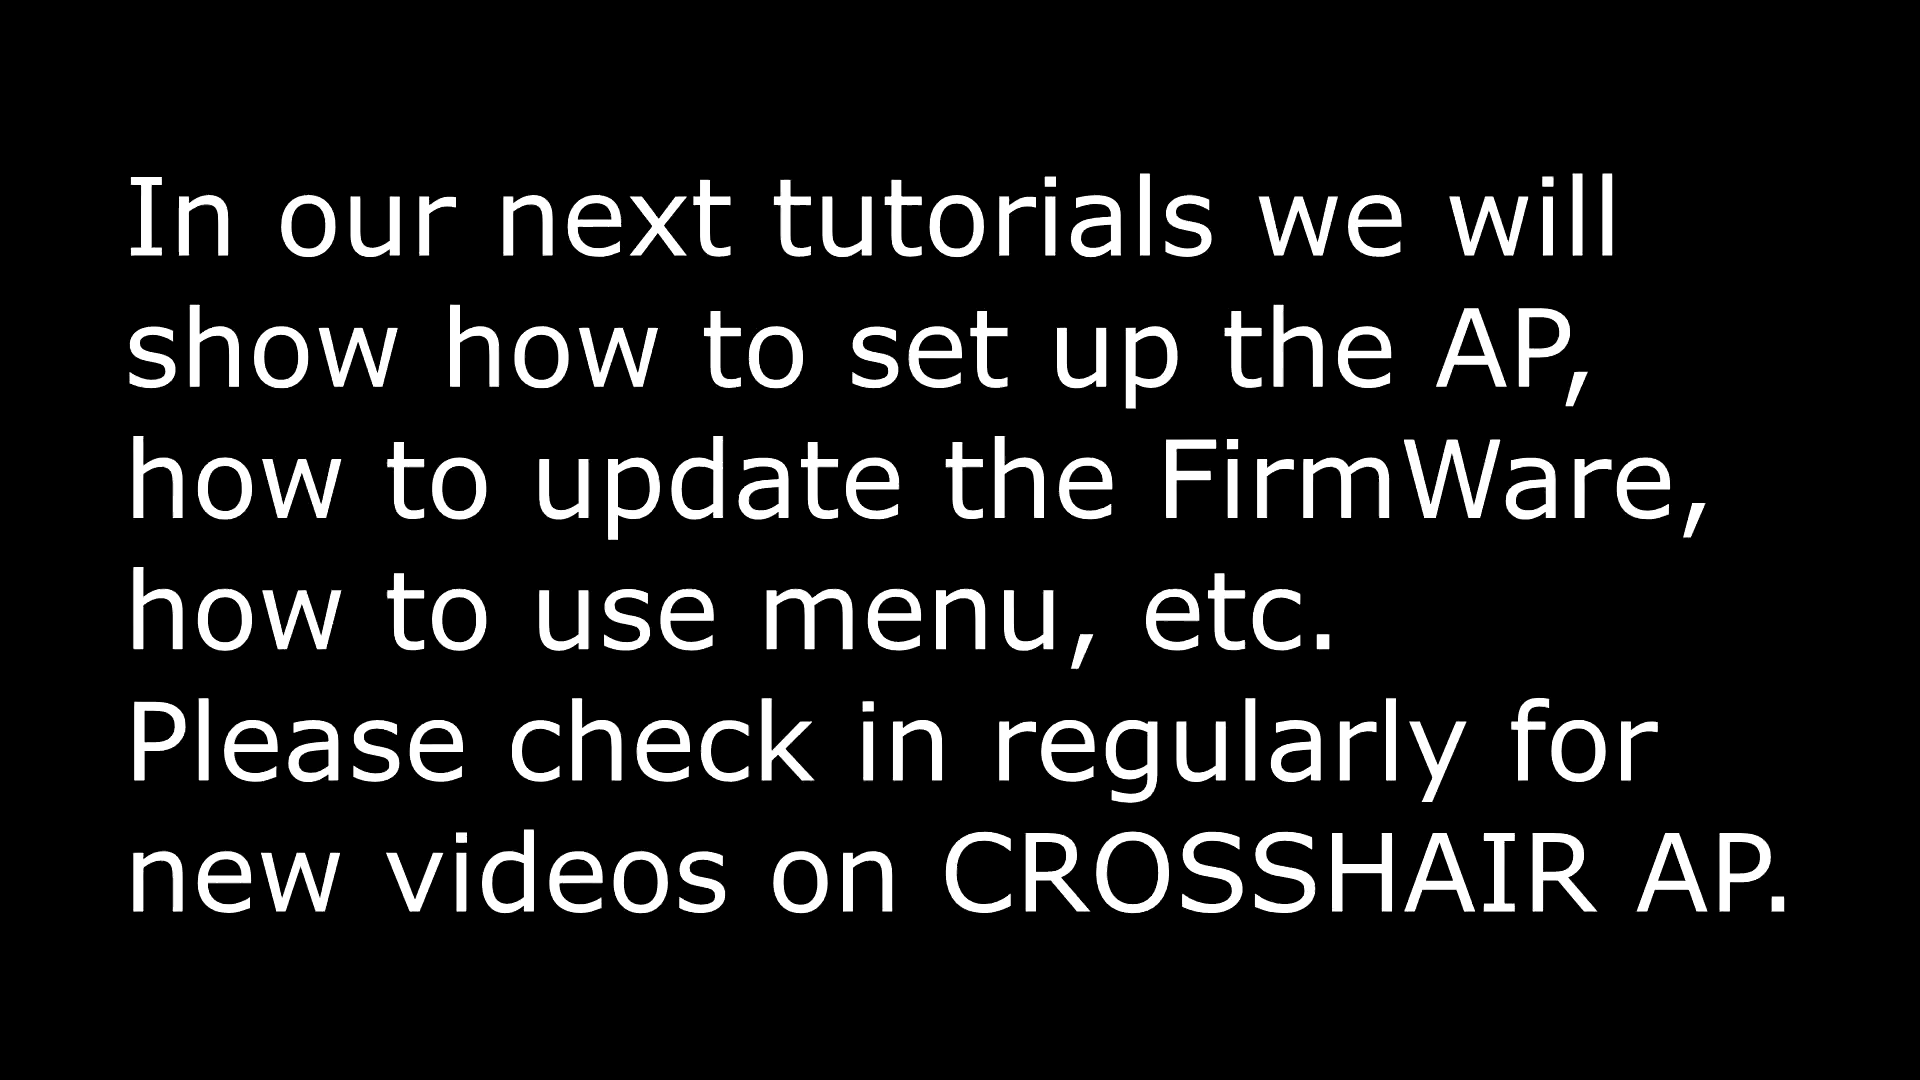 In our next tutorials we will
show how to set up the AP,
how to update the FirmWare,
how to use menu, etc.
Please check in regularly for
new videos on CROSSHAIR AP.